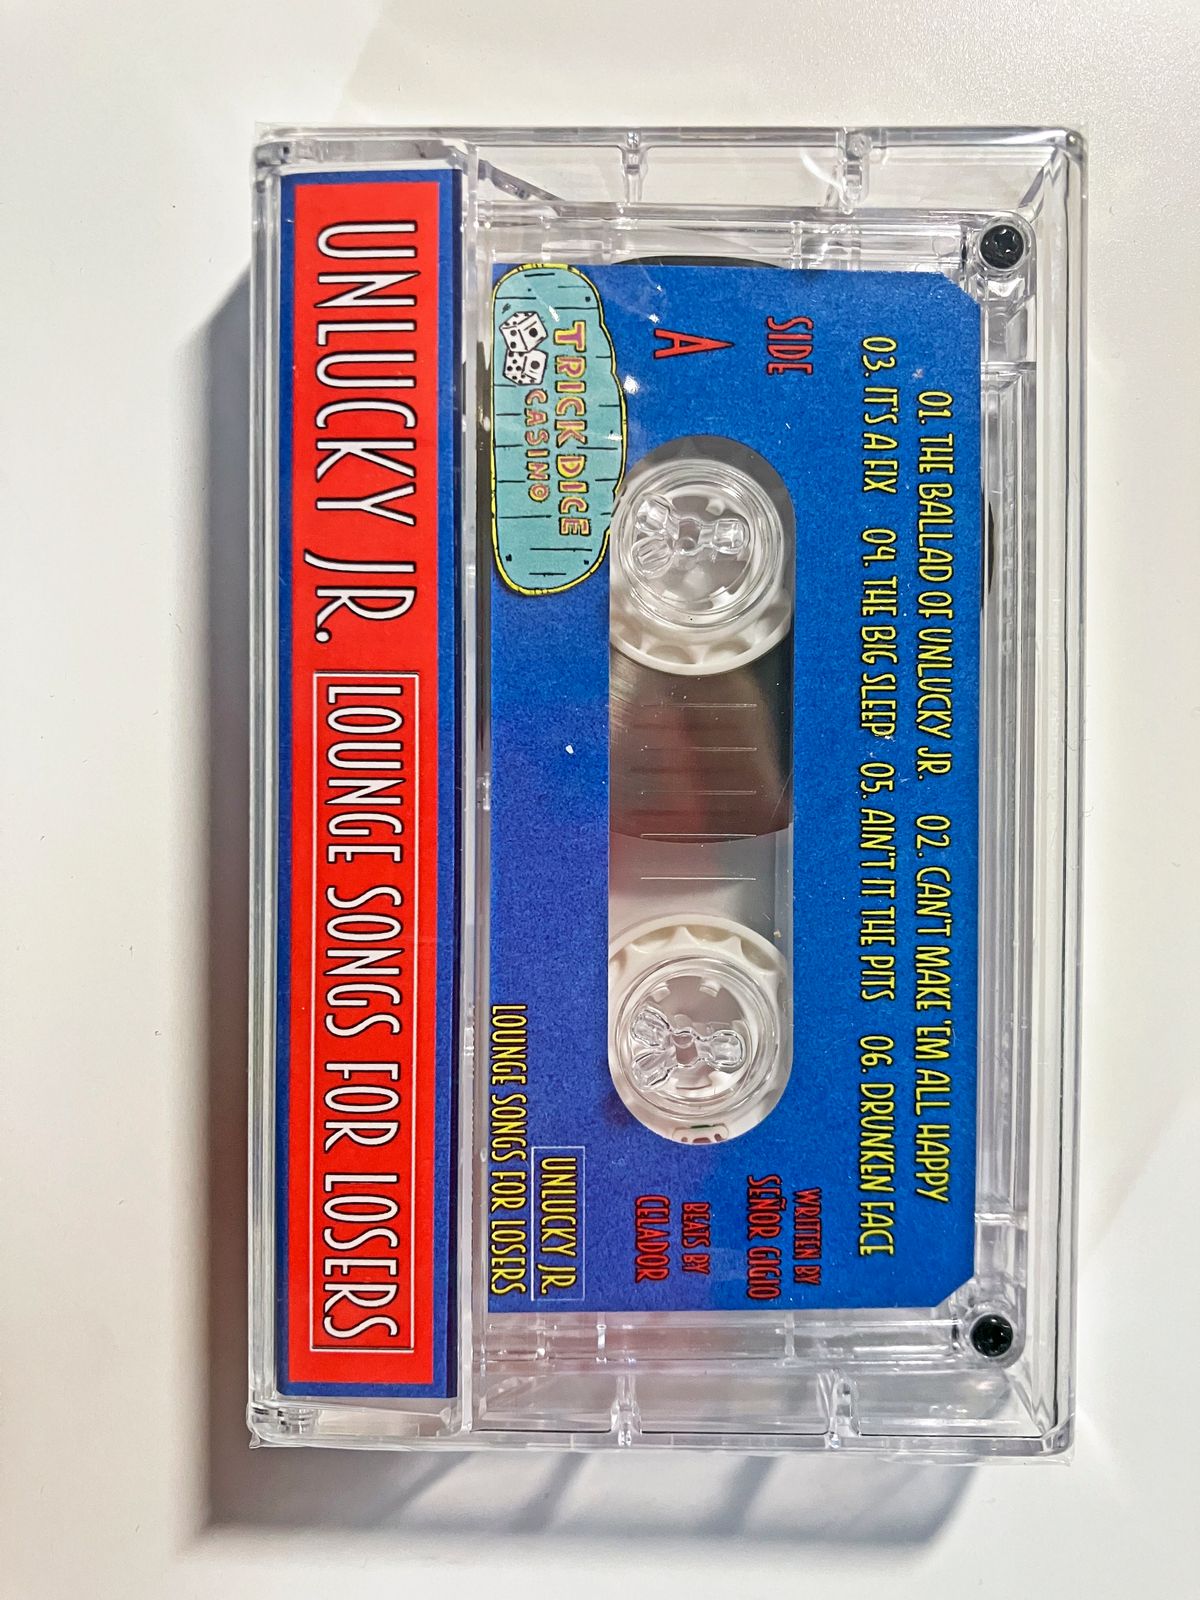 01. THE BALLAD OF UNLUCKY JR. 02. CAN'T MAKE 'EM ALL HAPPY
03. IT'S A FIX 04. THE BIG SLEEP 05. AIN'T IT THE PITS 06. DRUNKEN FACE
SIDE
A
WRITTEN BY
SEÑOR GIGIO
BEATS BY
CELADOR
TRICK DICE
CASINO
UNLUCKY JR.
LOUNGE SONGS FOR LOSERS
UNLUCKY JR. LOUNGE SONGS FOR LOSERS